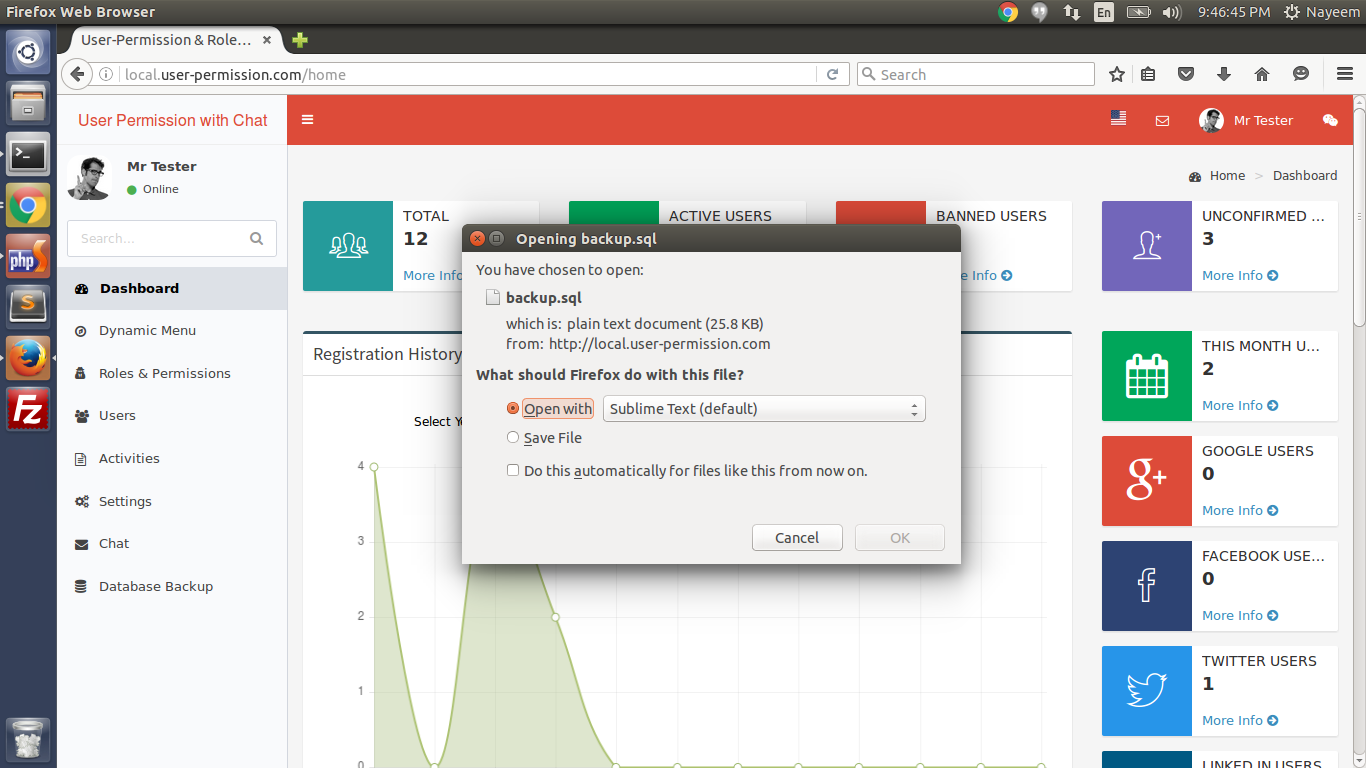 Firefox Web Browser
En
9:46:45 PM
Nayeem
User-Permission & Role...
local.user-permission.com/home
Search
User Permission with Chat
Mr Tester
Mr Tester
Online
Home > Dashboard
Search...
TOTAL
12
More Info
ACTIVE USERS
BANNED USERS
More Info
UNCONFIRMED ...
3
More Info
Dashboard
Dynamic Menu
Roles & Permissions
Users
Activities
Settings
Chat
Database Backup
php
S
Fz
Opening backup.sql
You have chosen to open:
backup.sql
which is: plain text document (25.8 KB)
from: http://local.user-permission.com
What should Firefox do with this file?
Open with
Sublime Text (default)
Save File
Do this automatically for files like this from now on.
Cancel
OK
Registration History
Select
4
3
2
1
0
THIS MONTH U...
2
More Info
g+
GOOGLE USERS
0
More Info
f
FACEBOOK USE...
0
More Info
TWITTER USERS
1
More Info
LINKED IN USERS